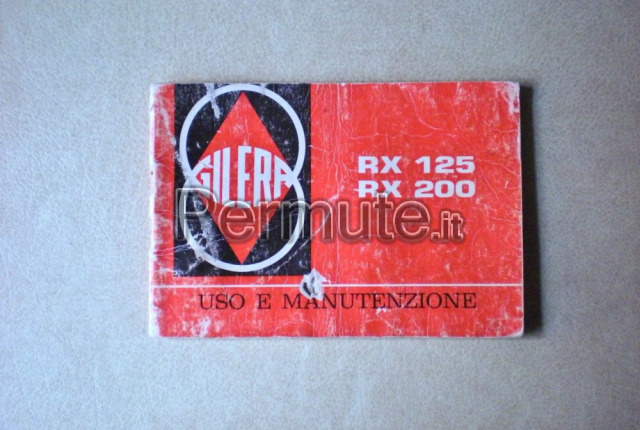 GILERA
RX 125
RX 200
Permute.it
USO E MANUTENZIONE